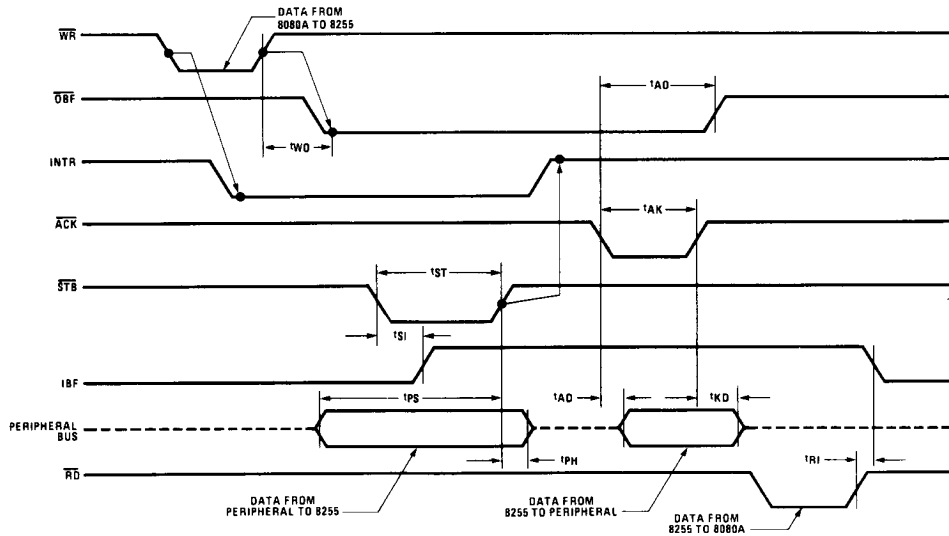 DATA FROM
8080A TO 8255
WR
tAO
OBF
tWO
INTR
tAK
ACK
tST
STB
tSI
IBF
tPS
tAD
tKD
PERIPHERAL
BUS
tPH
tRI
RD
DATA FROM
PERIPHERAL TO 8255
DATA FROM
8255 TO PERIPHERAL
DATA FROM
8255 TO 8080A